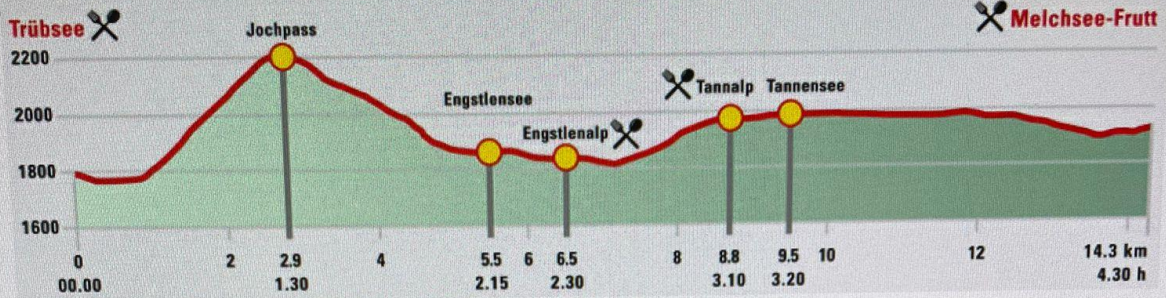 Trübsee
Melchsee-Frutt
Jochpass
2200
Tannalp Tannensee
Engstlensee
2000
Engstlenalp
1800
1600
0 2 2.9 4 5.5 6 6.5 8 8.8 9.5 10 12 14.3 km
00.00 1.30 2.15 2.30 3.10 3.20 4.30 h